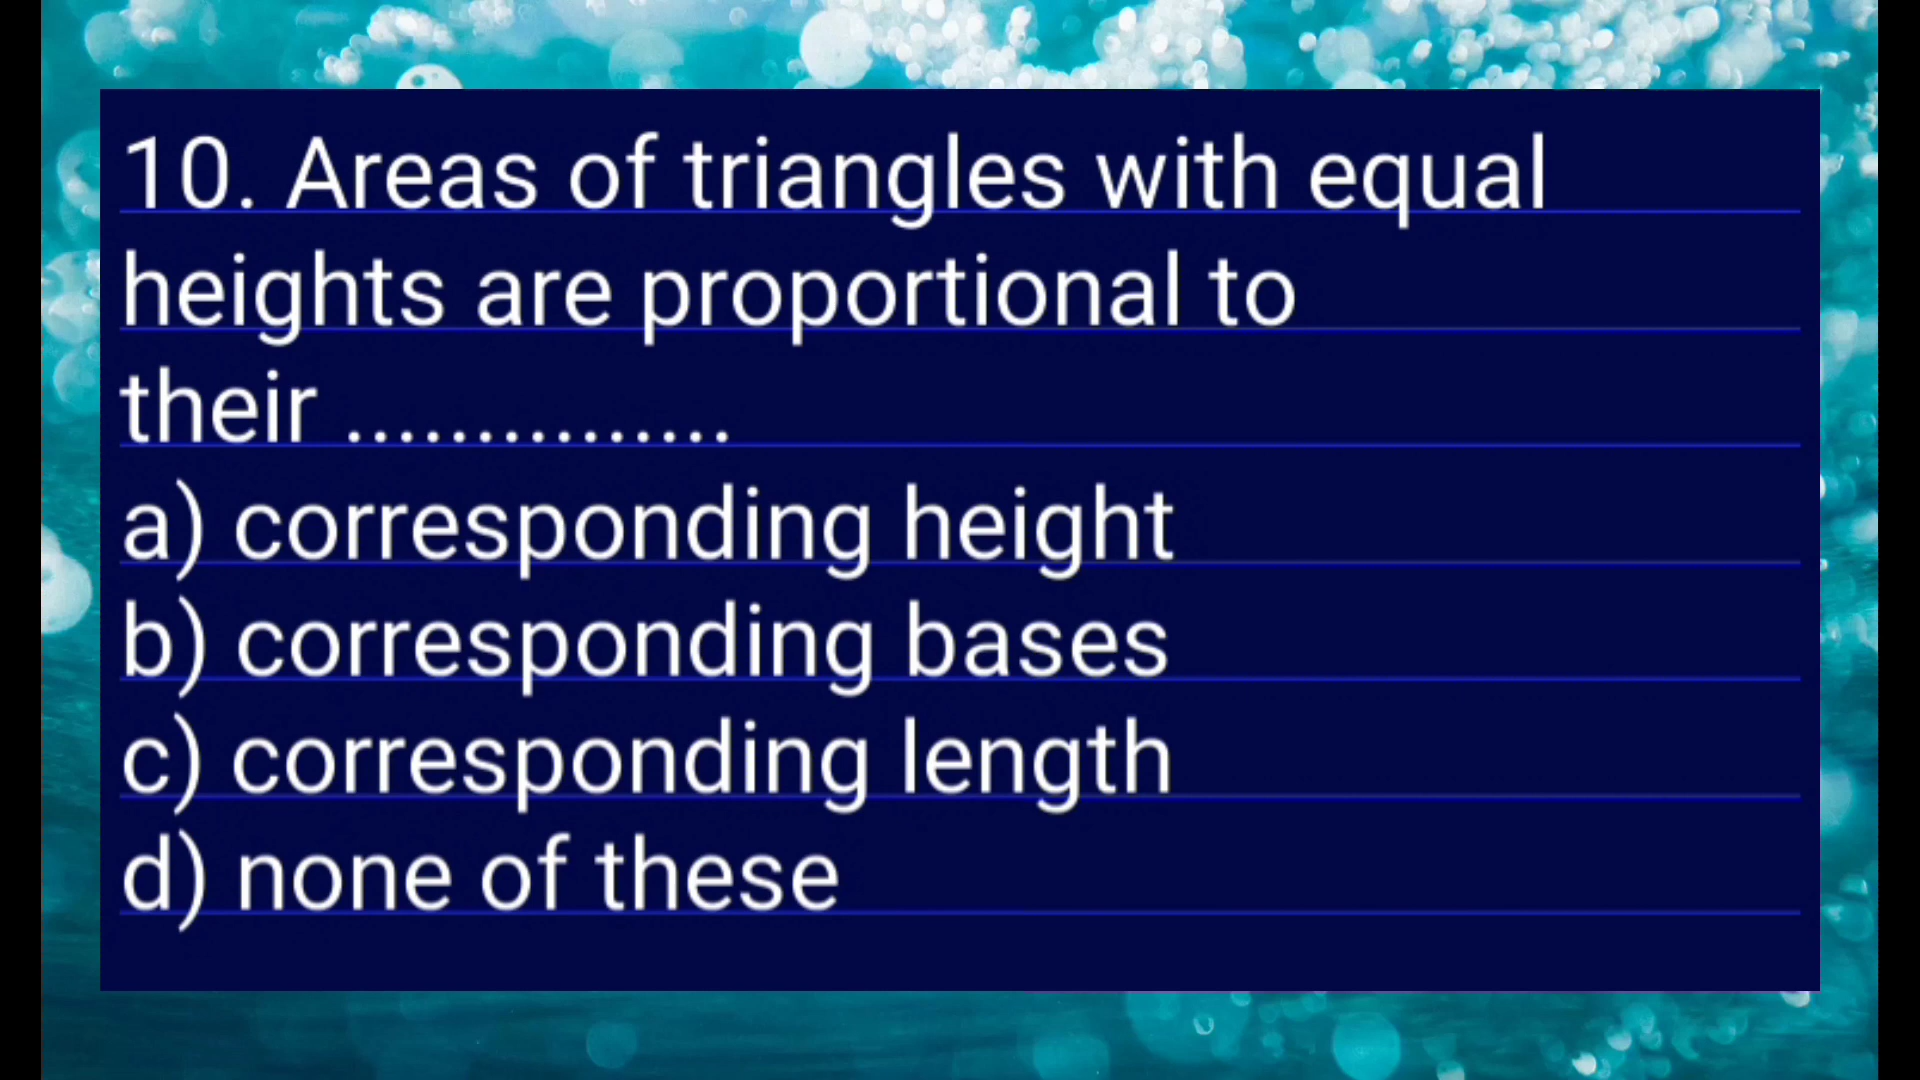 10. Areas of triangles with equal
heights are proportional to
their ...............
a) corresponding height
b) corresponding bases
c) corresponding length
d) none of these